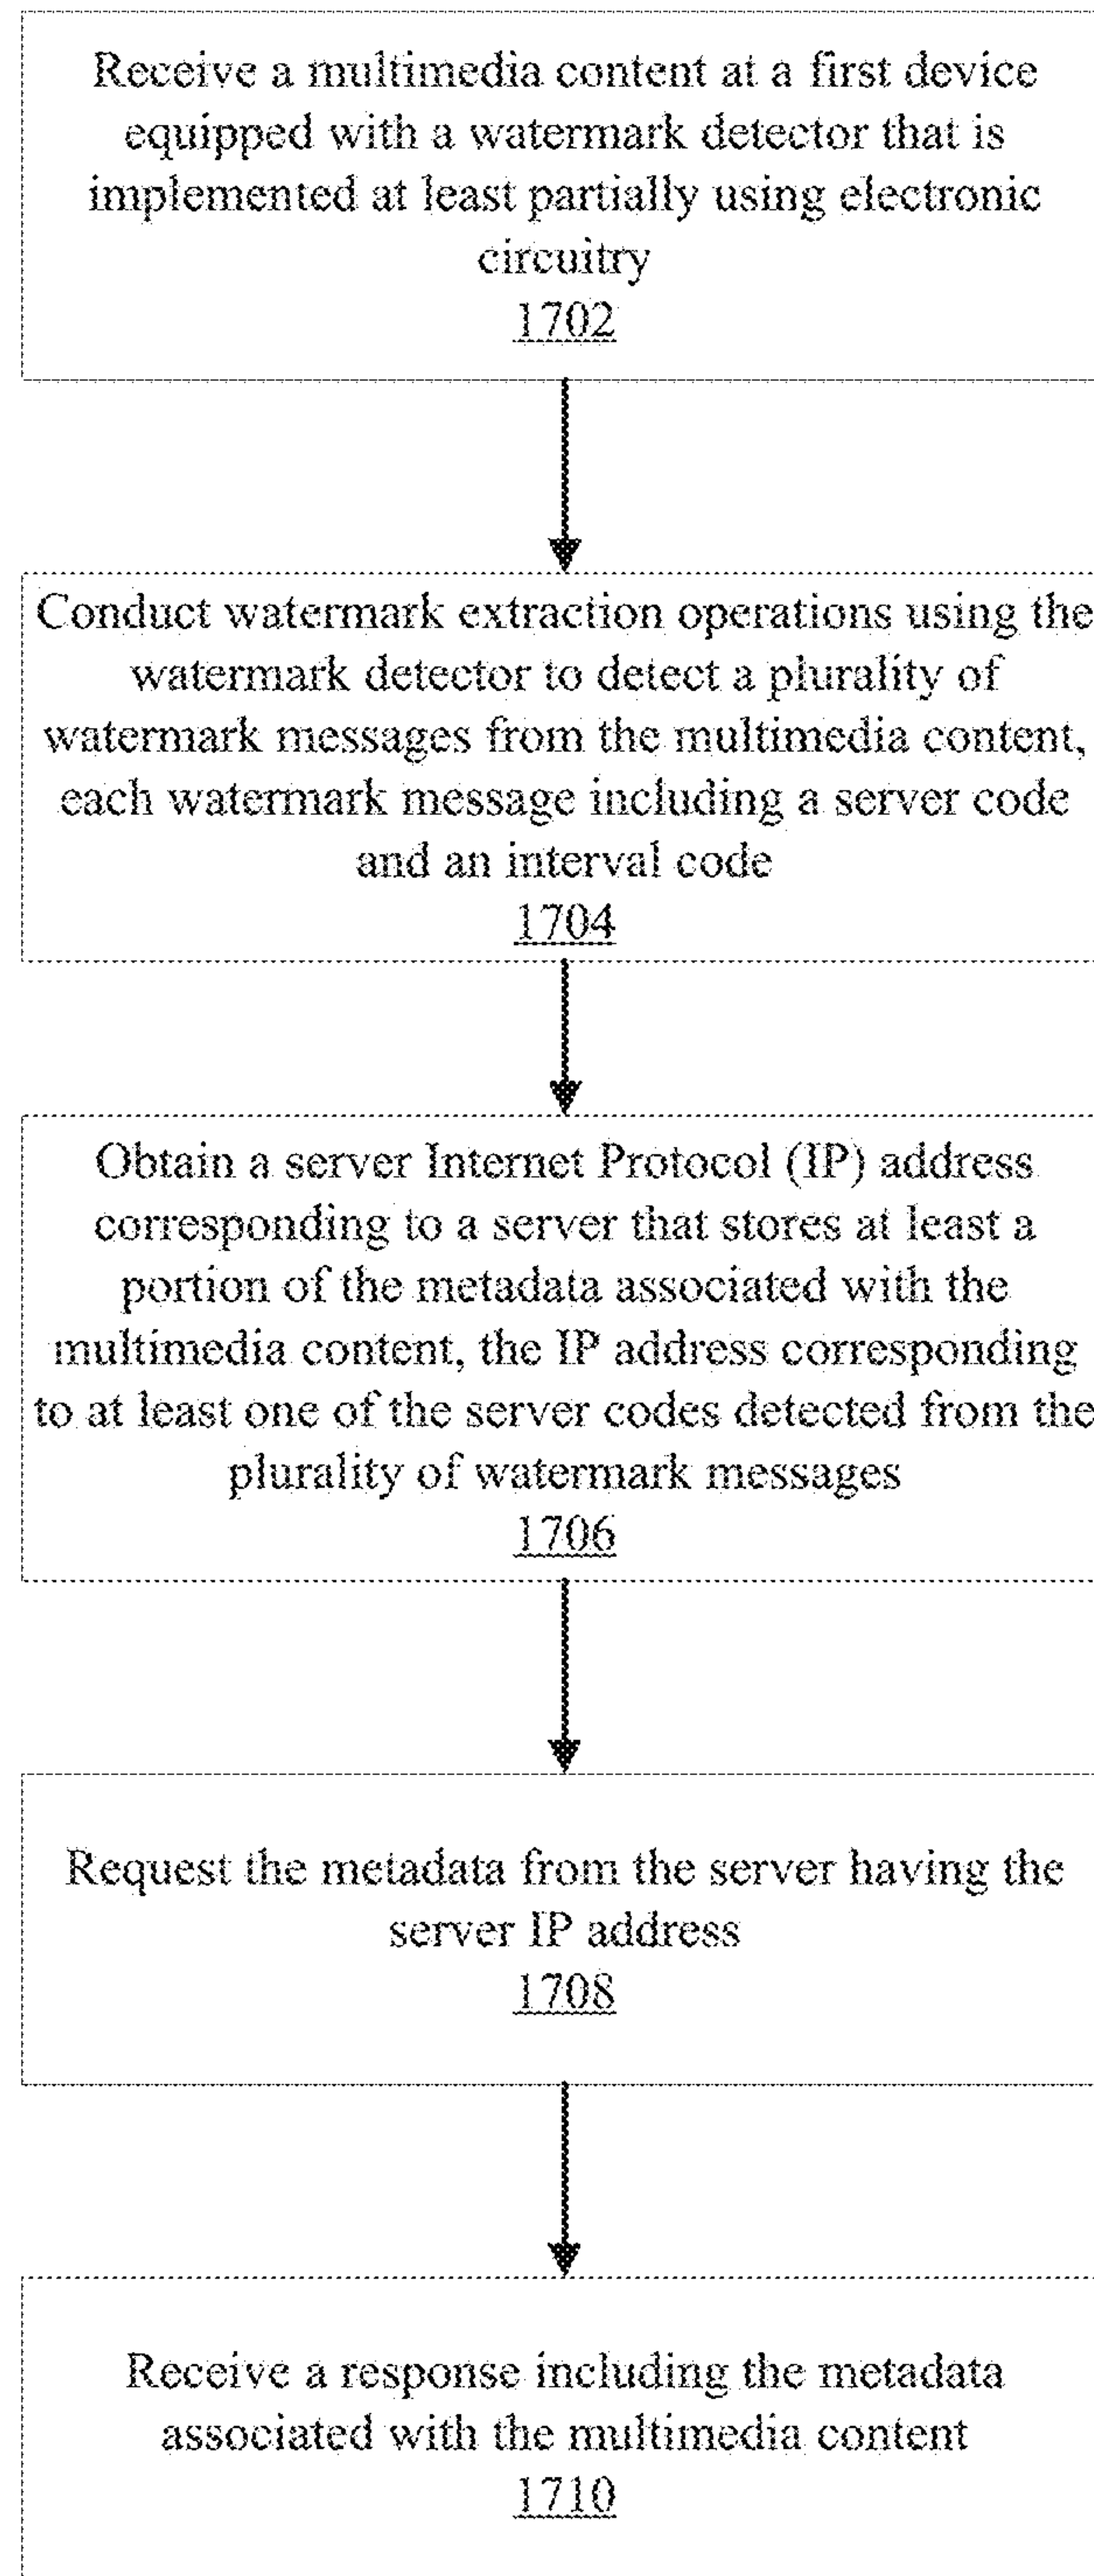 Receive a multimedia content at a first device
equipped with a watermark detector that is
implemented at least partially using electronic
circuitry
1702
Conduct watermark extraction operations using the
watermark detector to detect a plurality of
watermark messages from the multimedia content,
each watermark message including a server code
and an interval code
1704
Obtain a server Internet Protocol (IP) address
corresponding to a server that stores at least a
portion of the metadata associated with the
multimedia content, the IP address corresponding
to at least one of the server codes detected from the
plurality of watermark messages
1706
Request the metadata from the server having the
server IP address
1708
Receive a response including the metadata
associated with the multimedia content
1710